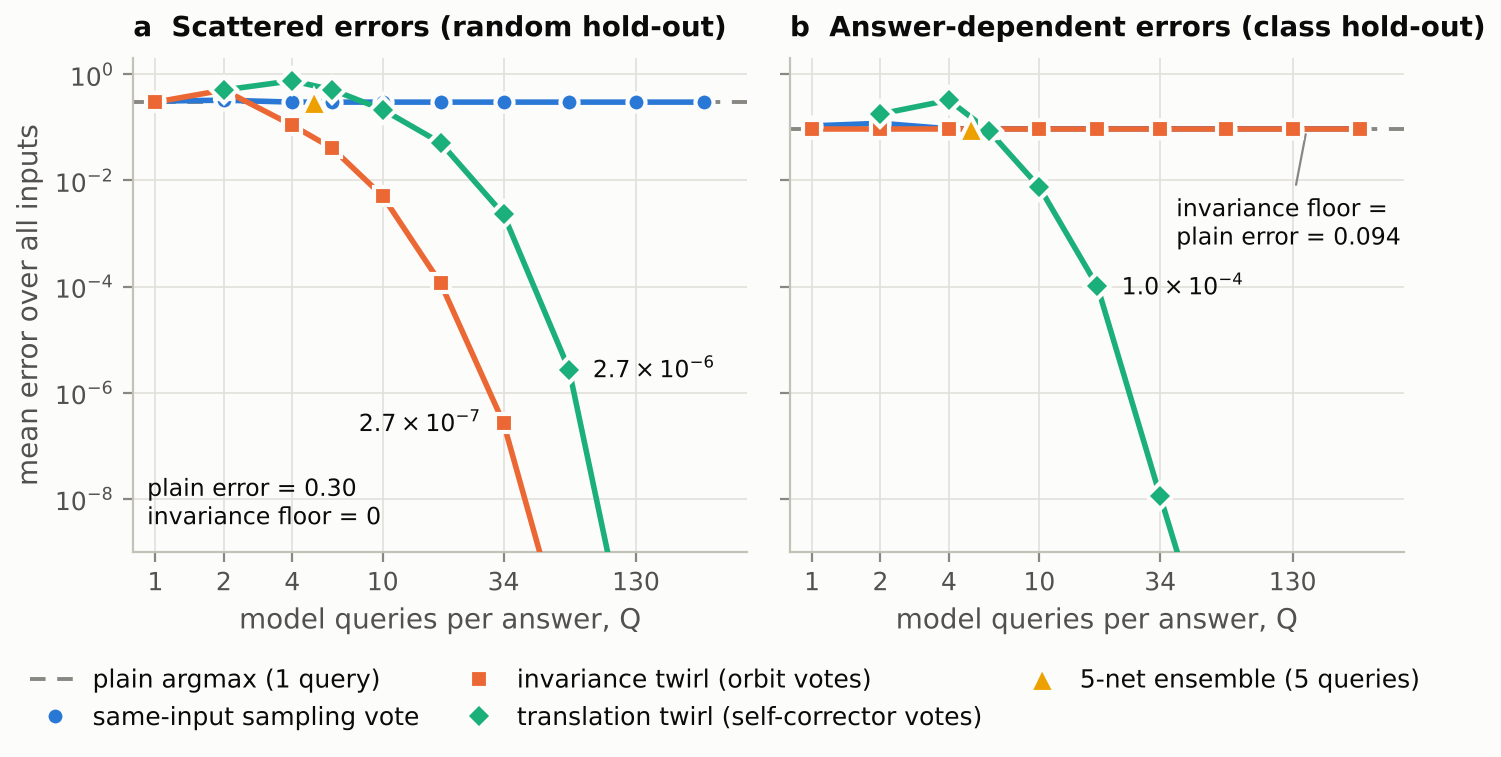 a Scattered errors (random hold-out)
b Answer-dependent errors (class hold-out)
mean error over all inputs
10⁰
10⁻²
10⁻⁴
10⁻⁶
10⁻⁸
2.7 × 10⁻⁶
2.7 × 10⁻⁷
plain error = 0.30
invariance floor = 0
1 2 4 10 34 130
model queries per answer, Q
invariance floor =
plain error = 0.094
1.0 × 10⁻⁴
1 2 4 10 34 130
model queries per answer, Q
plain argmax (1 query)
same-input sampling vote
invariance twirl (orbit votes)
translation twirl (self-corrector votes)
5-net ensemble (5 queries)